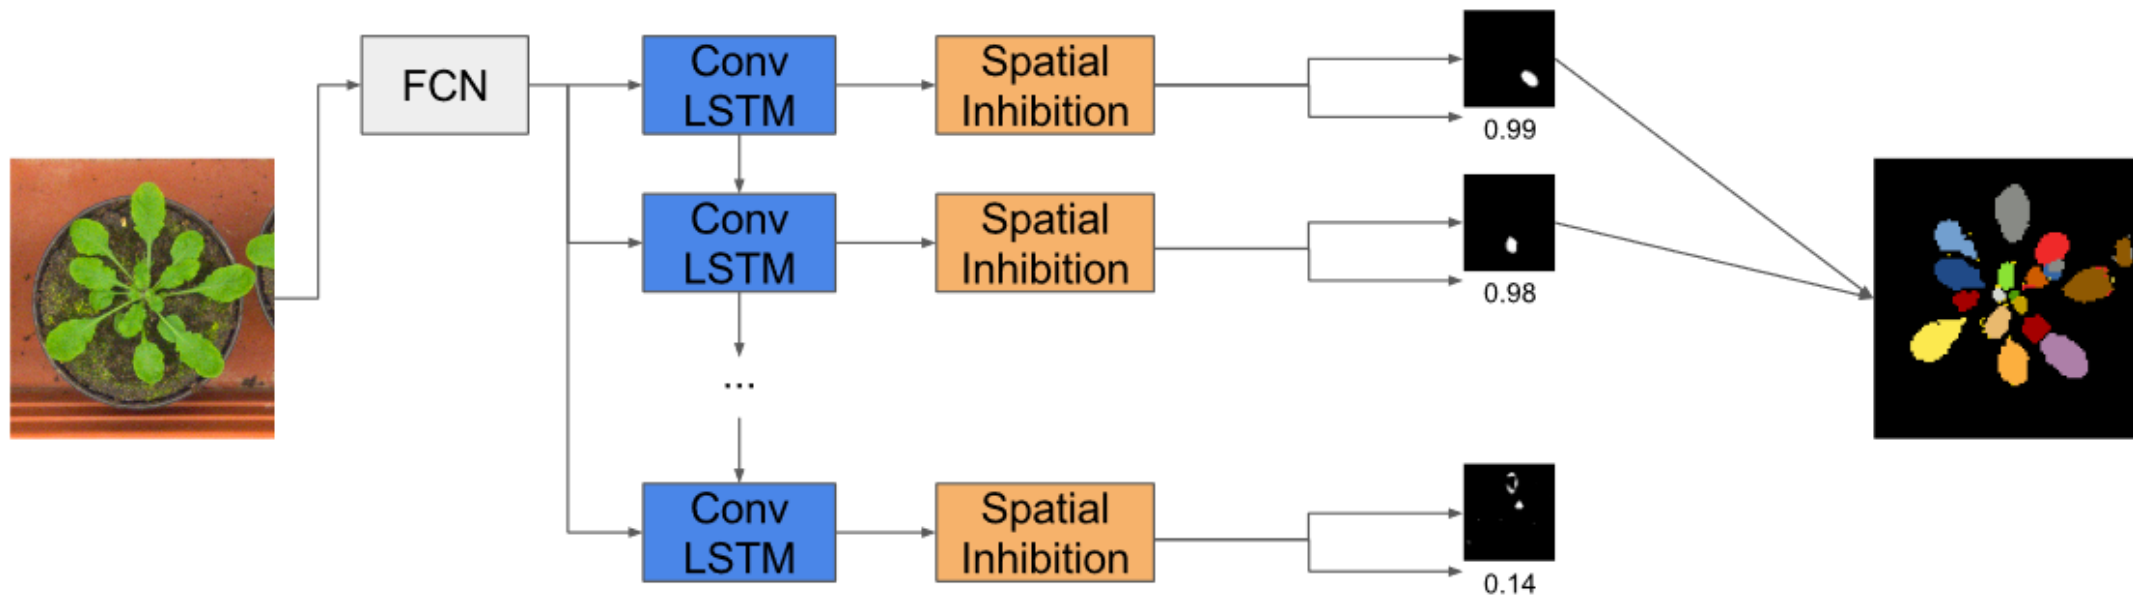 FCN
Conv
LSTM
Spatial
Inhibition
0.99
Conv
LSTM
Spatial
Inhibition
0.98
...
Conv
LSTM
Spatial
Inhibition
0.14